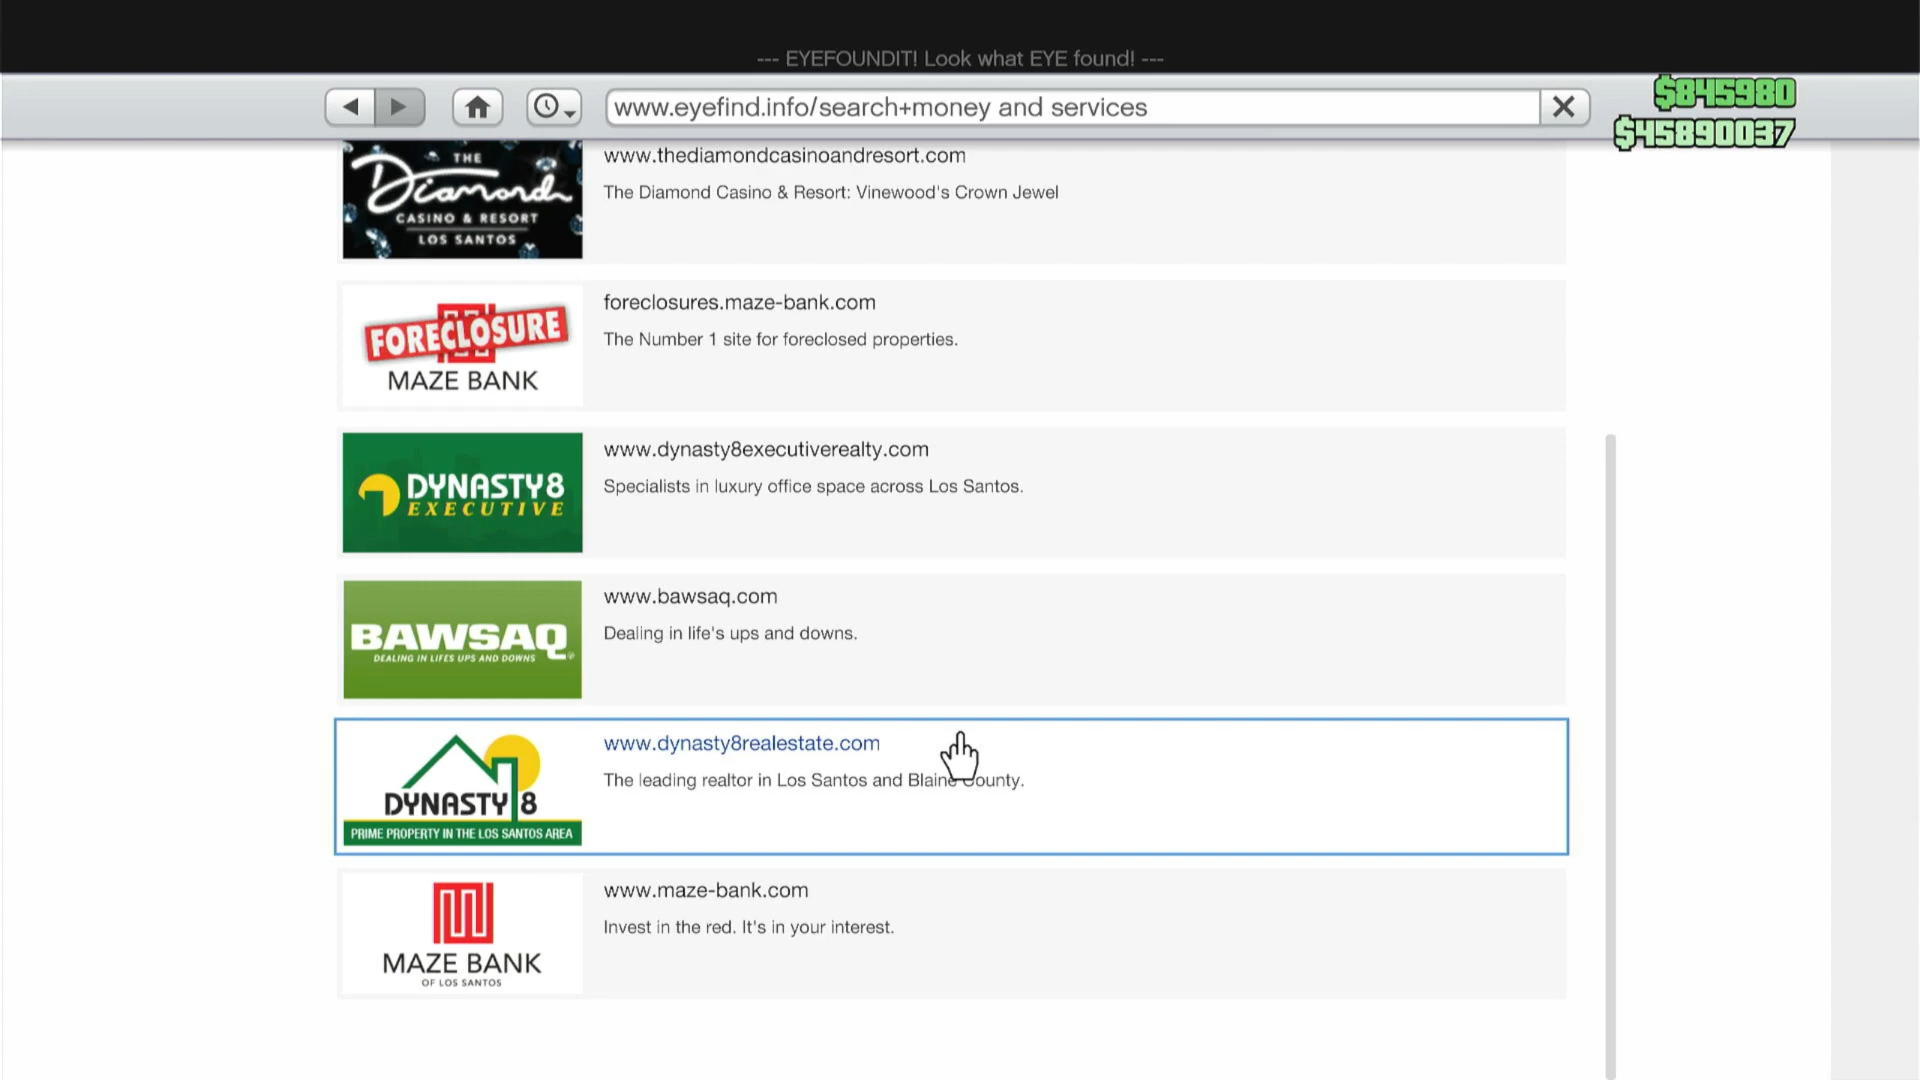 --- EYEFOUNDIT! Look what EYE found! ---
www.eyefind.info/search+money and services
$845980
$45890037
THE
Diamond
CASINO & RESORT
LOS SANTOS
www.thediamondcasinoandresort.com
The Diamond Casino & Resort: Vinewood's Crown Jewel
FORECLOSURE
MAZE BANK
foreclosures.maze-bank.com
The Number 1 site for foreclosed properties.
DYNASTY8
EXECUTIVE
www.dynasty8executiverealty.com
Specialists in luxury office space across Los Santos.
BAWSAQ
DEALING IN LIFES UPS AND DOWNS
www.bawsaq.com
Dealing in life's ups and downs.
DYNASTY 8
PRIME PROPERTY IN THE LOS SANTOS AREA
www.dynasty8realestate.com
The leading realtor in Los Santos and Blaine County.
MAZE BANK
OF LOS SANTOS
www.maze-bank.com
Invest in the red. It's in your interest.